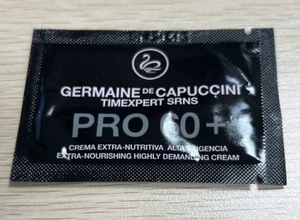 GERMAINE DE CAPUCCINI
TIMEXPERT SRNS
PRO 60+
CREMA EXTRA-NUTRITIVA ALTA EXIGENCIA
EXTRA-NOURISHING HIGHLY DEMANDING CREAM